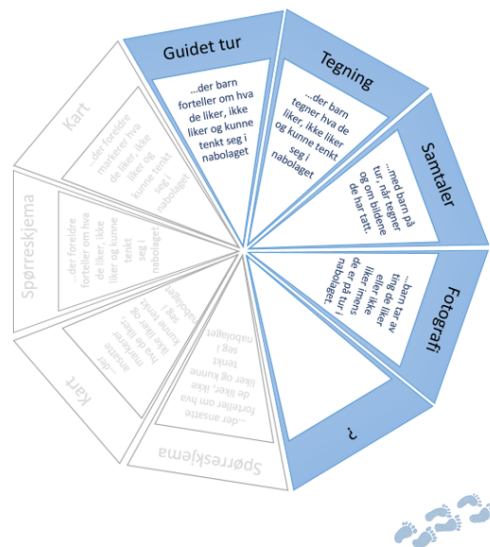 Guidet tur
...der barn
forteller om hva
de liker, ikke
liker og kunne
tenkt seg i
nabolaget
Tegning
...der barn
tegner hva de
liker, ikke liker
og kunne tenkt
seg i
nabolaget
Samtaler
...med barn på
tur, når tegner
og om bildene
de har tatt.
Fotografi
...barn tar av
ting de liker
eller ikke
liker imens
de er på tur i
nabolaget.
?
Spørreskjema
...der ansatte
forteller om hva
de liker, ikke
liker og kunne
tenkt
seg i
nabolaget
Kart
...der
ansatte
markerer
hva de liker,
ikke liker og
kunne tenkt
seg i
nabolaget
Spørreskjema
...der foreldre
forteller om hva
de liker, ikke
liker og kunne
tenkt
seg i
nabolaget
Kart
...der foreldre
markerer hva
de liker, ikke
liker og
kunne tenkt
seg i
nabolaget